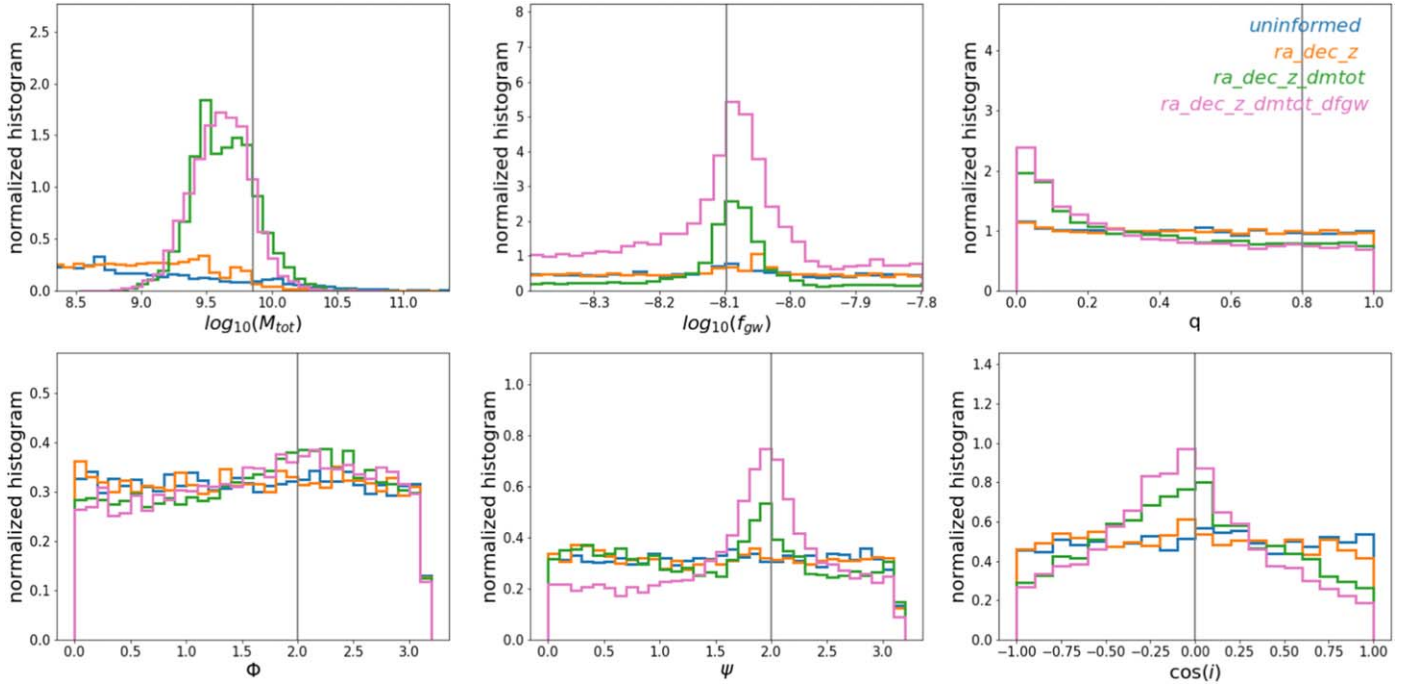 normalized histogram
2.5
2.0
1.5
1.0
0.5
0.0
8.5 9.0 9.5 10.0 10.5 11.0
log10(Mtot)
normalized histogram
8
7
6
5
4
3
2
1
0
−8.3 −8.2 −8.1 −8.0 −7.9 −7.8
log10(fgw)
normalized histogram
4
3
2
1
0
0.0 0.2 0.4 0.6 0.8 1.0
q
uninformed
ra_dec_z
ra_dec_z_dmtot
ra_dec_z_dmtot_dfgw
normalized histogram
0.5
0.4
0.3
0.2
0.1
0.0
0.0 0.5 1.0 1.5 2.0 2.5 3.0
Φ
normalized histogram
1.0
0.8
0.6
0.4
0.2
0.0
0.0 0.5 1.0 1.5 2.0 2.5 3.0
ψ
normalized histogram
1.4
1.2
1.0
0.8
0.6
0.4
0.2
0.0
−1.00 −0.75 −0.50 −0.25 0.00 0.25 0.50 0.75 1.00
cos(i)